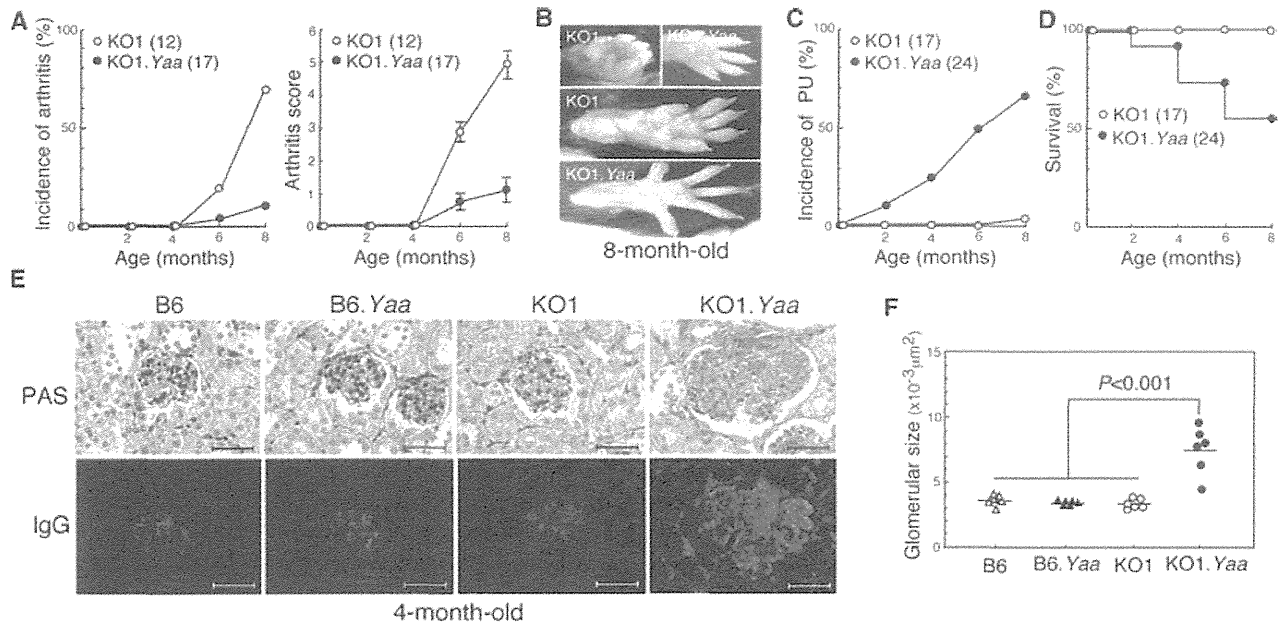 A
Incidence of arthritis (%)
100
50
0
KO1 (12)
KO1.Yaa (17)
2 4 6 8
Age (months)
Arthritis score
6
5
4
3
2
1
0
KO1 (12)
KO1.Yaa (17)
2 4 6 8
Age (months)
B
KO1
KO1.Yaa
KO1
KO1.Yaa
8-month-old
C
Incidence of PU (%)
100
50
0
KO1 (17)
KO1.Yaa (24)
2 4 6 8
Age (months)
D
Survival (%)
100
50
0
KO1 (17)
KO1.Yaa (24)
2 4 6 8
Age (months)
E
B6 B6.Yaa KO1 KO1.Yaa
PAS
IgG
4-month-old
F
Glomerular size (x10-3μm2)
15
10
5
0
P<0.001
B6 B6.Yaa KO1 KO1.Yaa